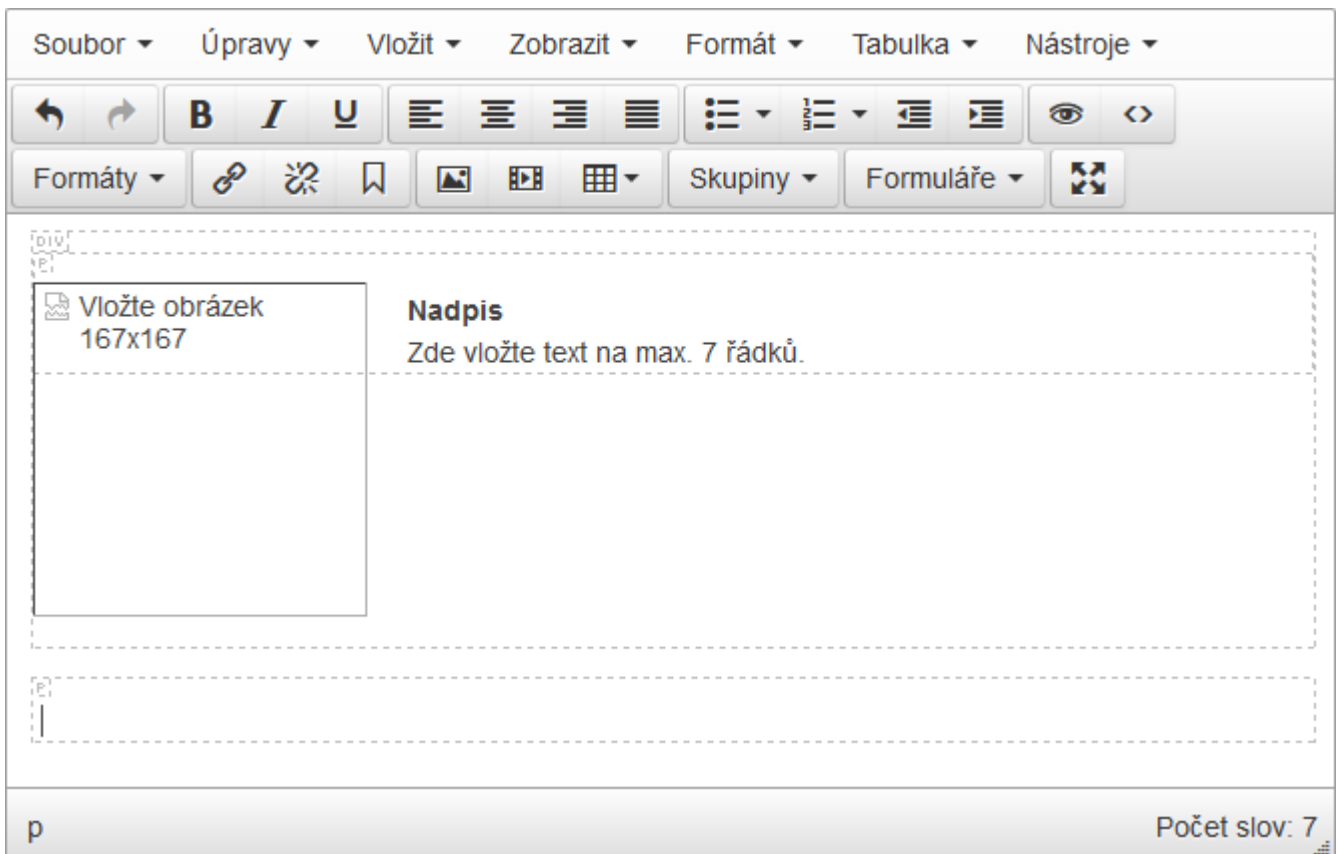 Soubor Úpravy Vložit Zobrazit Formát Tabulka Nástroje
B I U
Formáty Skupiny Formuláře
DIV
P
Vložte obrázek
167x167
Nadpis
Zde vložte text na max. 7 řádků.
P
p Počet slov: 7